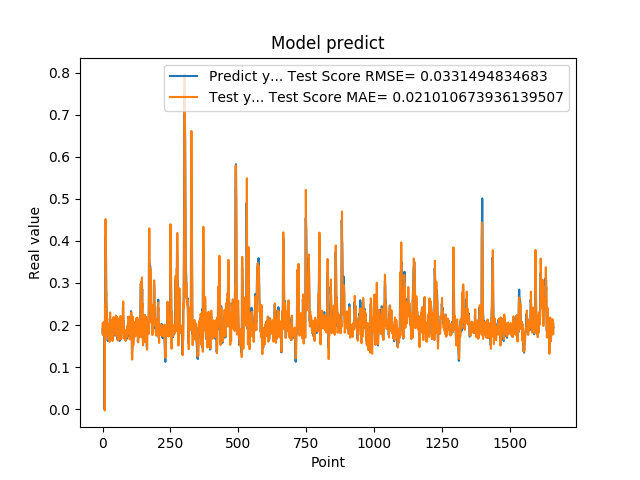 Model predict
Predict y... Test Score RMSE= 0.0331494834683
Test y... Test Score MAE= 0.021010673936139507
Real value
0.8
0.7
0.6
0.5
0.4
0.3
0.2
0.1
0.0
0 250 500 750 1000 1250 1500
Point